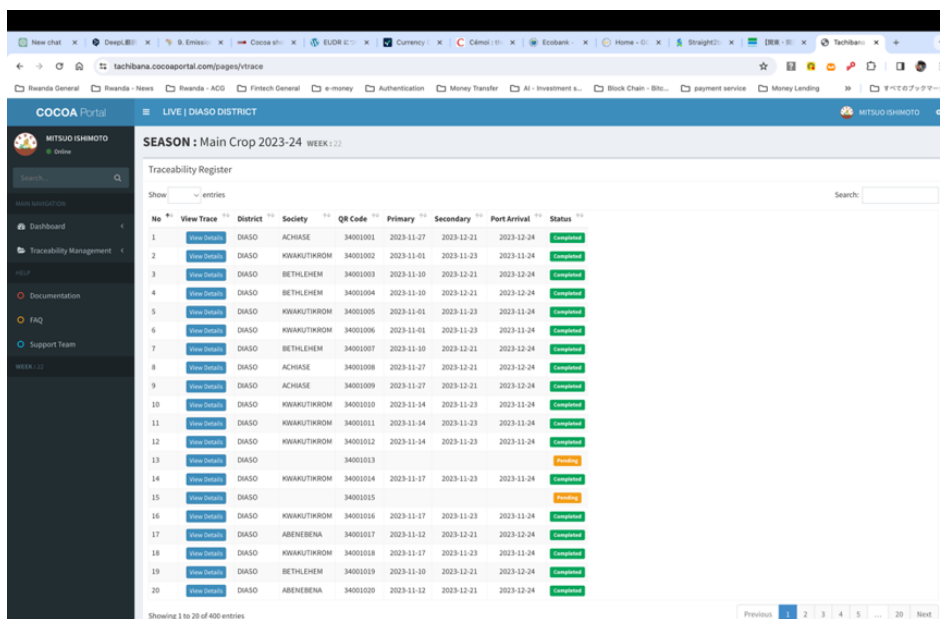 New chat
9. Emissio
Cocoa sh
Currency
Cémoi : th
Ecobank -
Home – G
Straight2
Tachibana
tachibana.cocoaportal.com/pages/vtrace
Rwanda General Rwanda - News Rwanda - ACG Fintech General e-money Authentication Money Transfer AI - Investment s... Block Chain - Bitc... payment service Money Lending
COCOA Portal LIVE | DIASO DISTRICT MITSUO ISHIMOTO
MITSUO ISHIMOTO
Online
Search...
MAIN NAVIGATION
Dashboard
Traceability Management
HELP
Documentation
FAQ
Support Team
WEEK : 22
SEASON : Main Crop 2023-24 WEEK : 22
Traceability Register
Show entries Search:
No View Trace District Society QR Code Primary Secondary Port Arrival Status
1 View Details DIASO ACHIASE 34001001 2023-11-27 2023-12-21 2023-12-24 Completed
2 View Details DIASO KWAKUTIKROM 34001002 2023-11-01 2023-11-23 2023-11-24 Completed
3 View Details DIASO BETHLEHEM 34001003 2023-11-10 2023-12-21 2023-12-24 Completed
4 View Details DIASO BETHLEHEM 34001004 2023-11-10 2023-12-21 2023-12-24 Completed
5 View Details DIASO KWAKUTIKROM 34001005 2023-11-01 2023-11-23 2023-11-24 Completed
6 View Details DIASO KWAKUTIKROM 34001006 2023-11-01 2023-11-23 2023-11-24 Completed
7 View Details DIASO BETHLEHEM 34001007 2023-11-10 2023-12-21 2023-12-24 Completed
8 View Details DIASO ACHIASE 34001008 2023-11-27 2023-12-21 2023-12-24 Completed
9 View Details DIASO ACHIASE 34001009 2023-11-27 2023-12-21 2023-12-24 Completed
10 View Details DIASO KWAKUTIKROM 34001010 2023-11-14 2023-11-23 2023-11-24 Completed
11 View Details DIASO KWAKUTIKROM 34001011 2023-11-14 2023-11-23 2023-11-24 Completed
12 View Details DIASO KWAKUTIKROM 34001012 2023-11-14 2023-11-23 2023-11-24 Completed
13 View Details DIASO 34001013 Pending
14 View Details DIASO KWAKUTIKROM 34001014 2023-11-17 2023-11-23 2023-11-24 Completed
15 View Details DIASO 34001015 Pending
16 View Details DIASO KWAKUTIKROM 34001016 2023-11-17 2023-11-23 2023-11-24 Completed
17 View Details DIASO ABENEBENA 34001017 2023-11-12 2023-12-21 2023-12-24 Completed
18 View Details DIASO KWAKUTIKROM 34001018 2023-11-17 2023-11-23 2023-11-24 Completed
19 View Details DIASO BETHLEHEM 34001019 2023-11-10 2023-12-21 2023-12-24 Completed
20 View Details DIASO ABENEBENA 34001020 2023-11-12 2023-12-21 2023-12-24 Completed
Showing 1 to 20 of 400 entries Previous 1 2 3 4 5 ... 20 Next